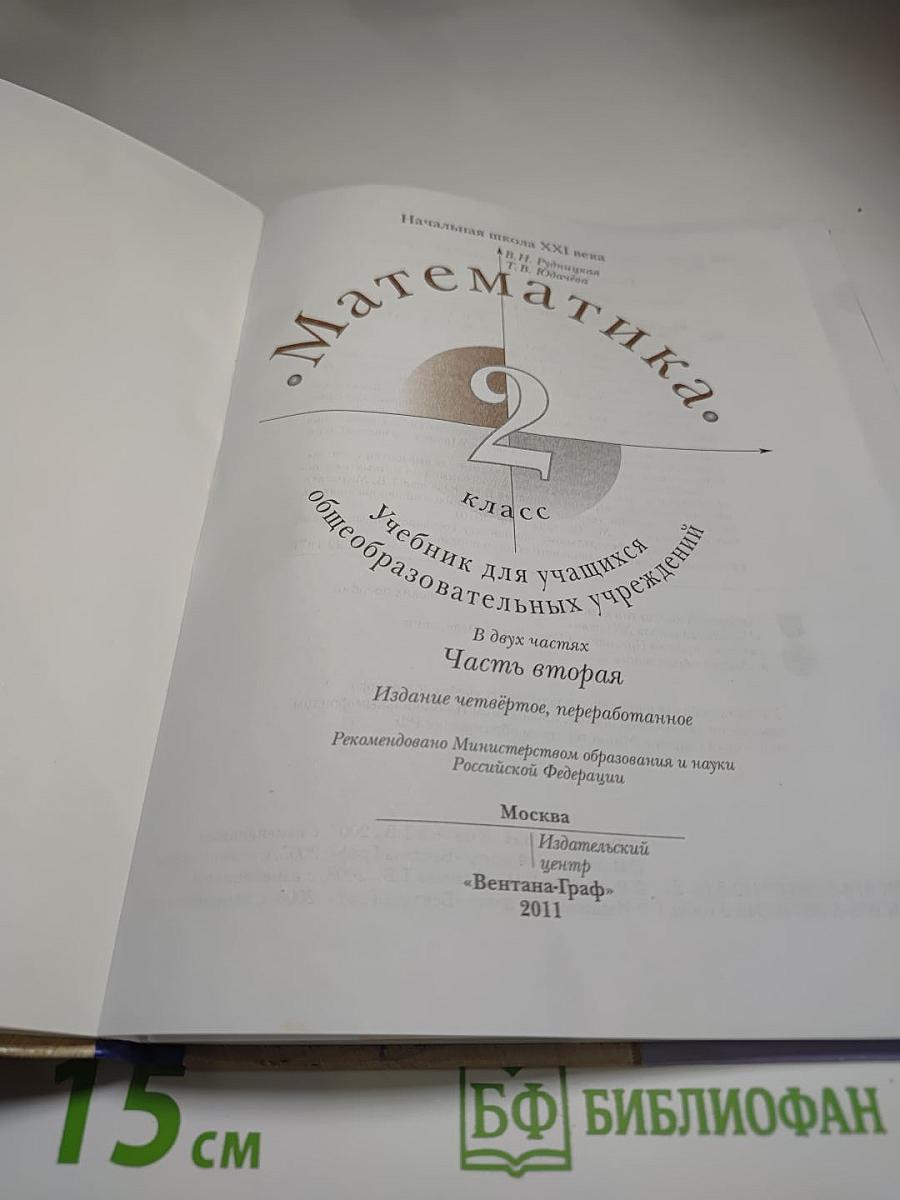 Начальная школа XXI века
В. Н. Рудницкая
Т. В. Юдачёва
Математика
2
класс
Учебник для учащихся
общеобразовательных учреждений
В двух частях
Часть вторая
Издание четвёртое, переработанное
Рекомендовано Министерством образования и науки
Российской Федерации
Москва
Издательский
центр
«Вентана-Граф»
2011
15 см
БФ БИБЛИОФАН